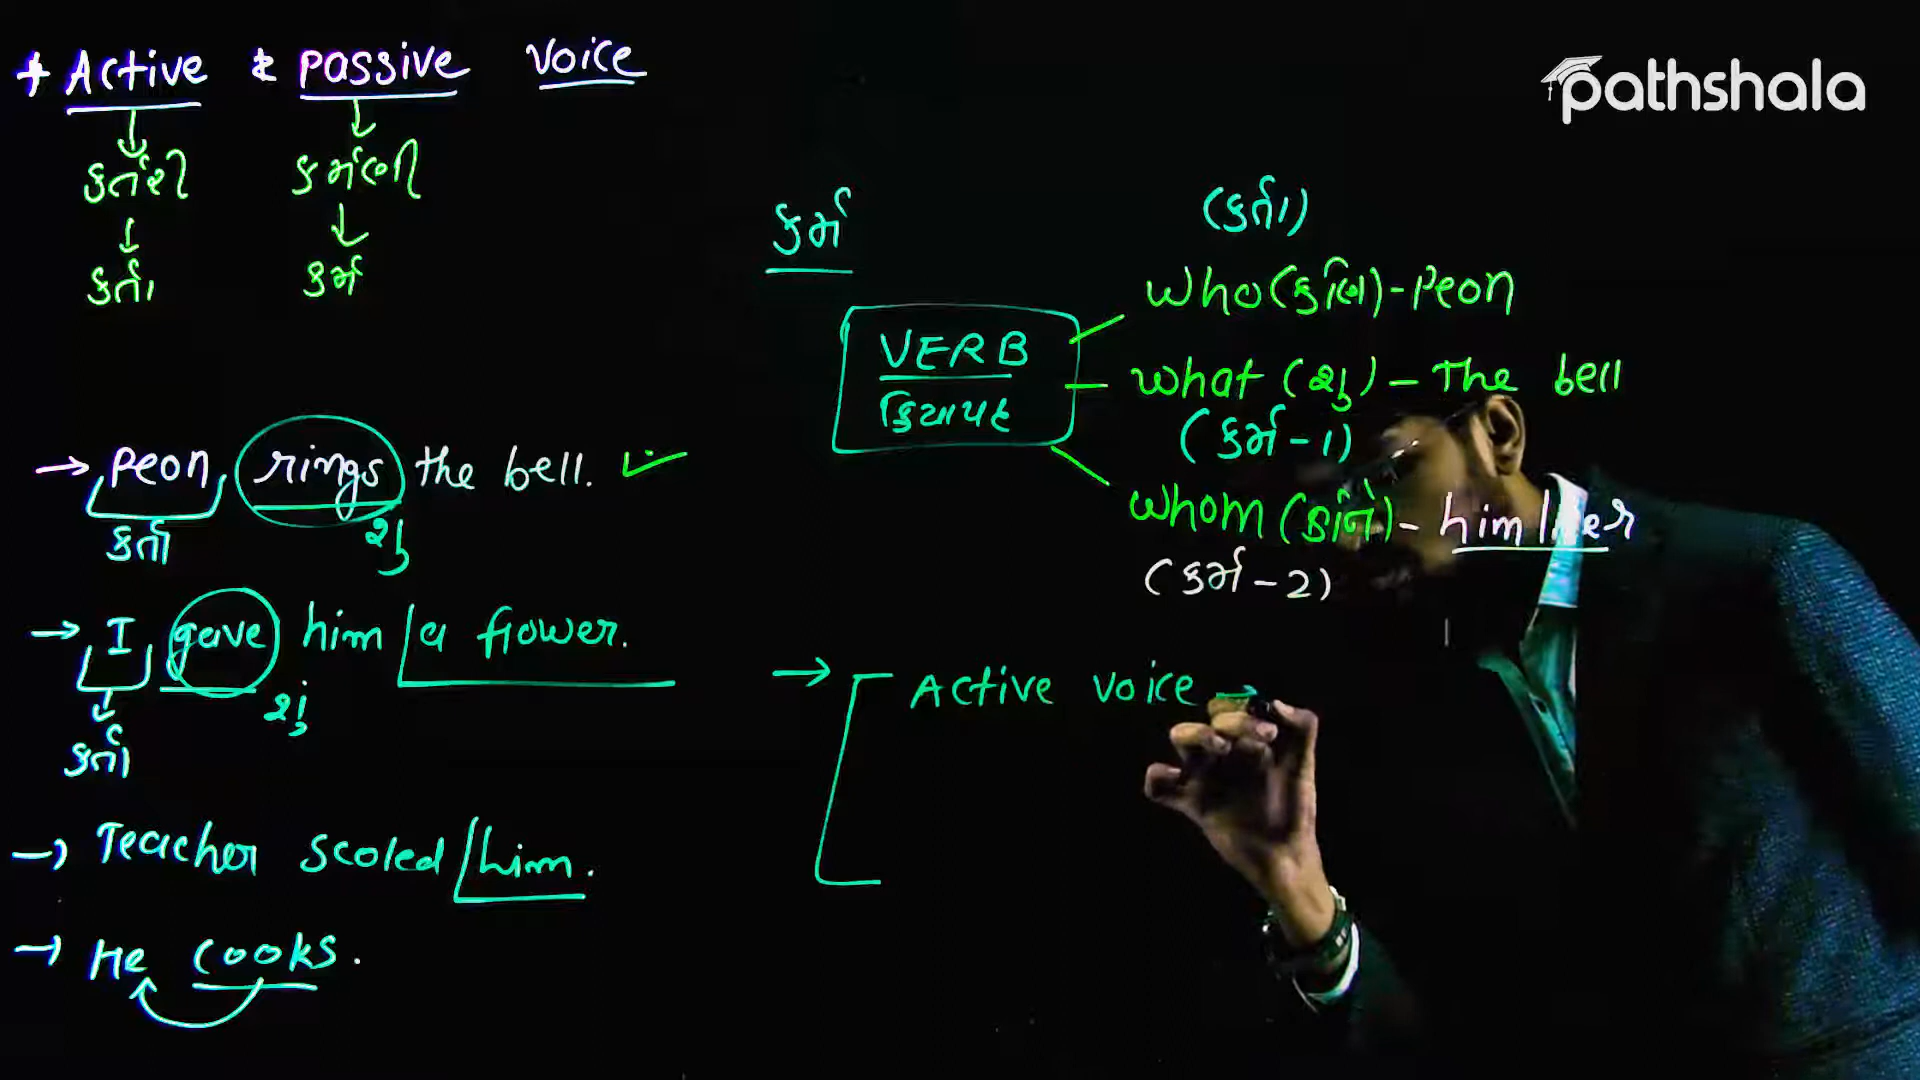 + Active & Passive Voice
કર્તરી કર્મણી
કર્તા કર્મ
→ Peon rings the bell. ✓
કર્તા શું
→ I gave him / a flower.
શું
કર્તા
→ Teacher scoled / him.
→ He cooks.
pathshala
કર્મ
(કર્તા)
VERB
ક્રિયાપદ
Who (કોણ) - Peon
What (શું) - The bell
(કર્મ - 1)
Whom (કોને) - him / her
(કર્મ - 2)
→ Active voice →